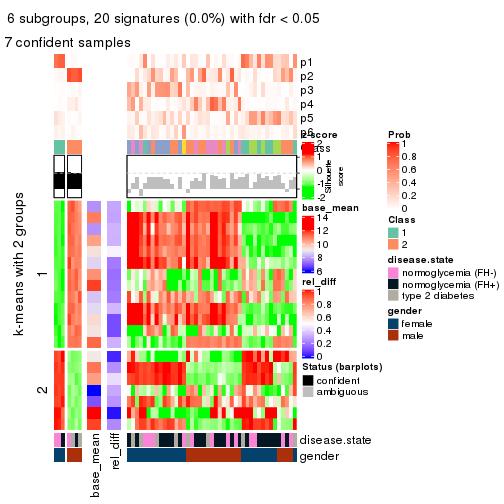 6 subgroups, 20 signatures (0.0%) with fdr < 0.05
7 confident samples
p1
p2
p3
p4
p5
p6
Class
Silhouette
score
k-means with 2 groups
1
2
base_mean
rel_diff
disease.state
gender
z-score
2
1
0
-1
-2
base_mean
14
12
10
8
6
rel_diff
1
0.8
0.6
0.4
0.2
0
Status (barplots)
confident
ambiguous
Prob
1
0.8
0.6
0.4
0.2
0
Class
1
2
disease.state
normoglycemia (FH-)
normoglycemia (FH+)
type 2 diabetes
gender
female
male